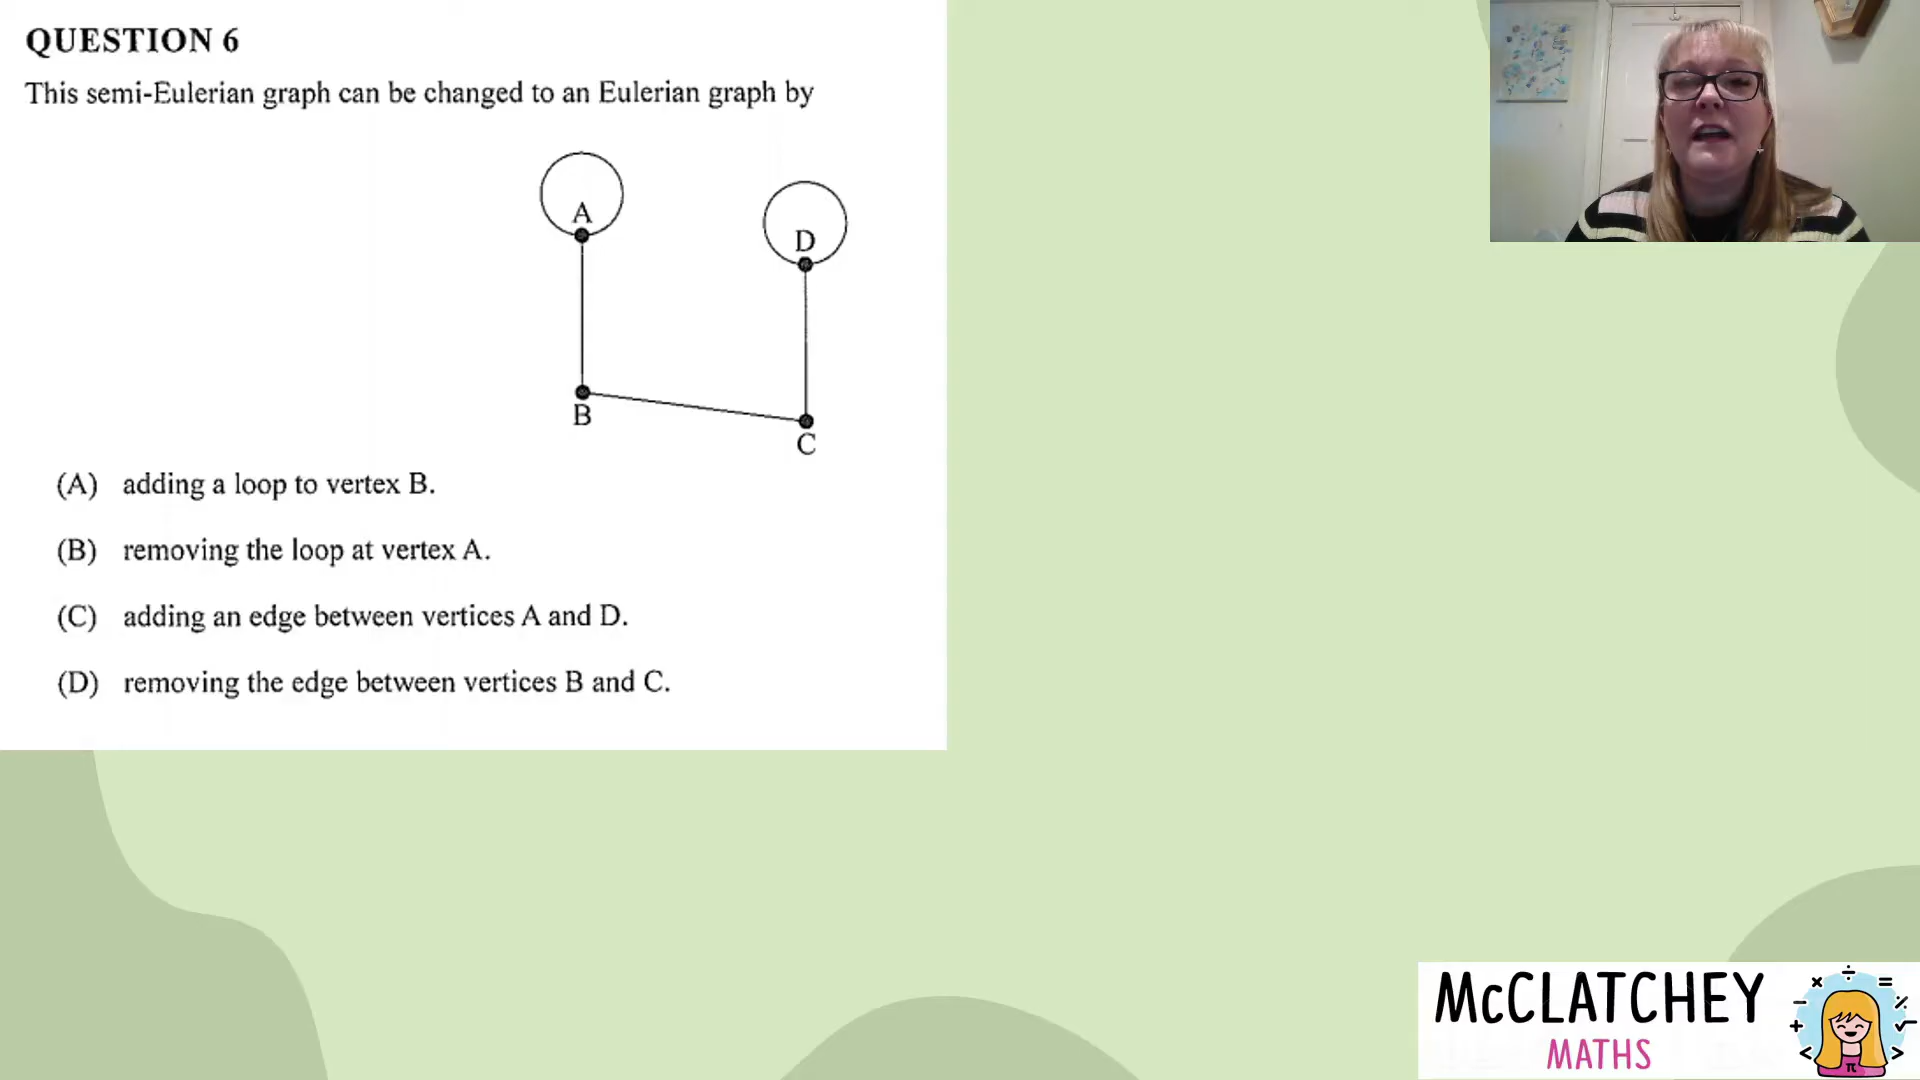 QUESTION 6
This semi-Eulerian graph can be changed to an Eulerian graph by
A
D
B
C
(A) adding a loop to vertex B.
(B) removing the loop at vertex A.
(C) adding an edge between vertices A and D.
(D) removing the edge between vertices B and C.
McCLATCHEY
MATHS
× ÷ =
− %
+ √
< π >